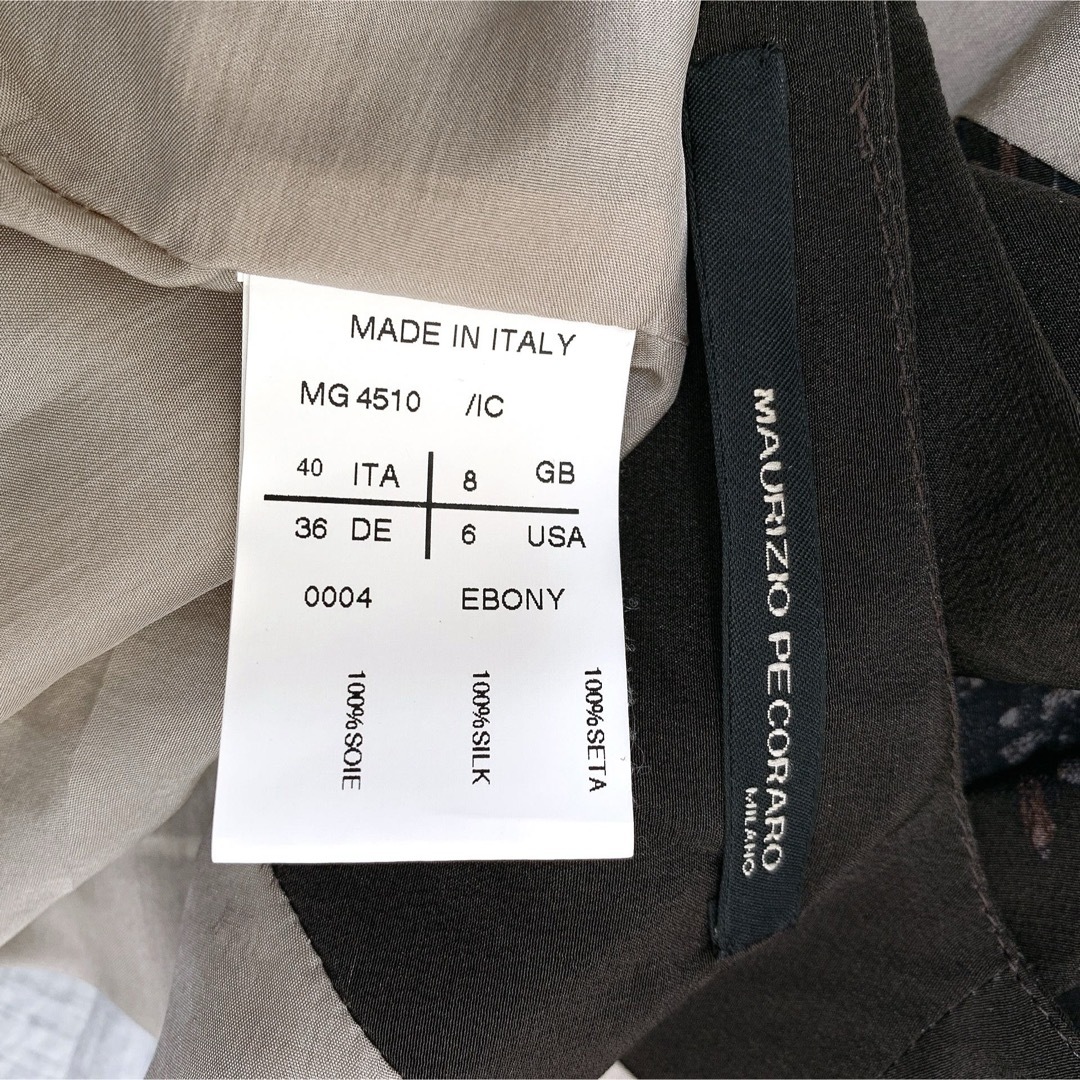 MADE IN ITALY
MG 4510 /IC
40 ITA 8 GB
36 DE 6 USA
0004 EBONY
100%SOIE
100%SILK
100%SETA
MAURIZIO PECORARO
MILANO